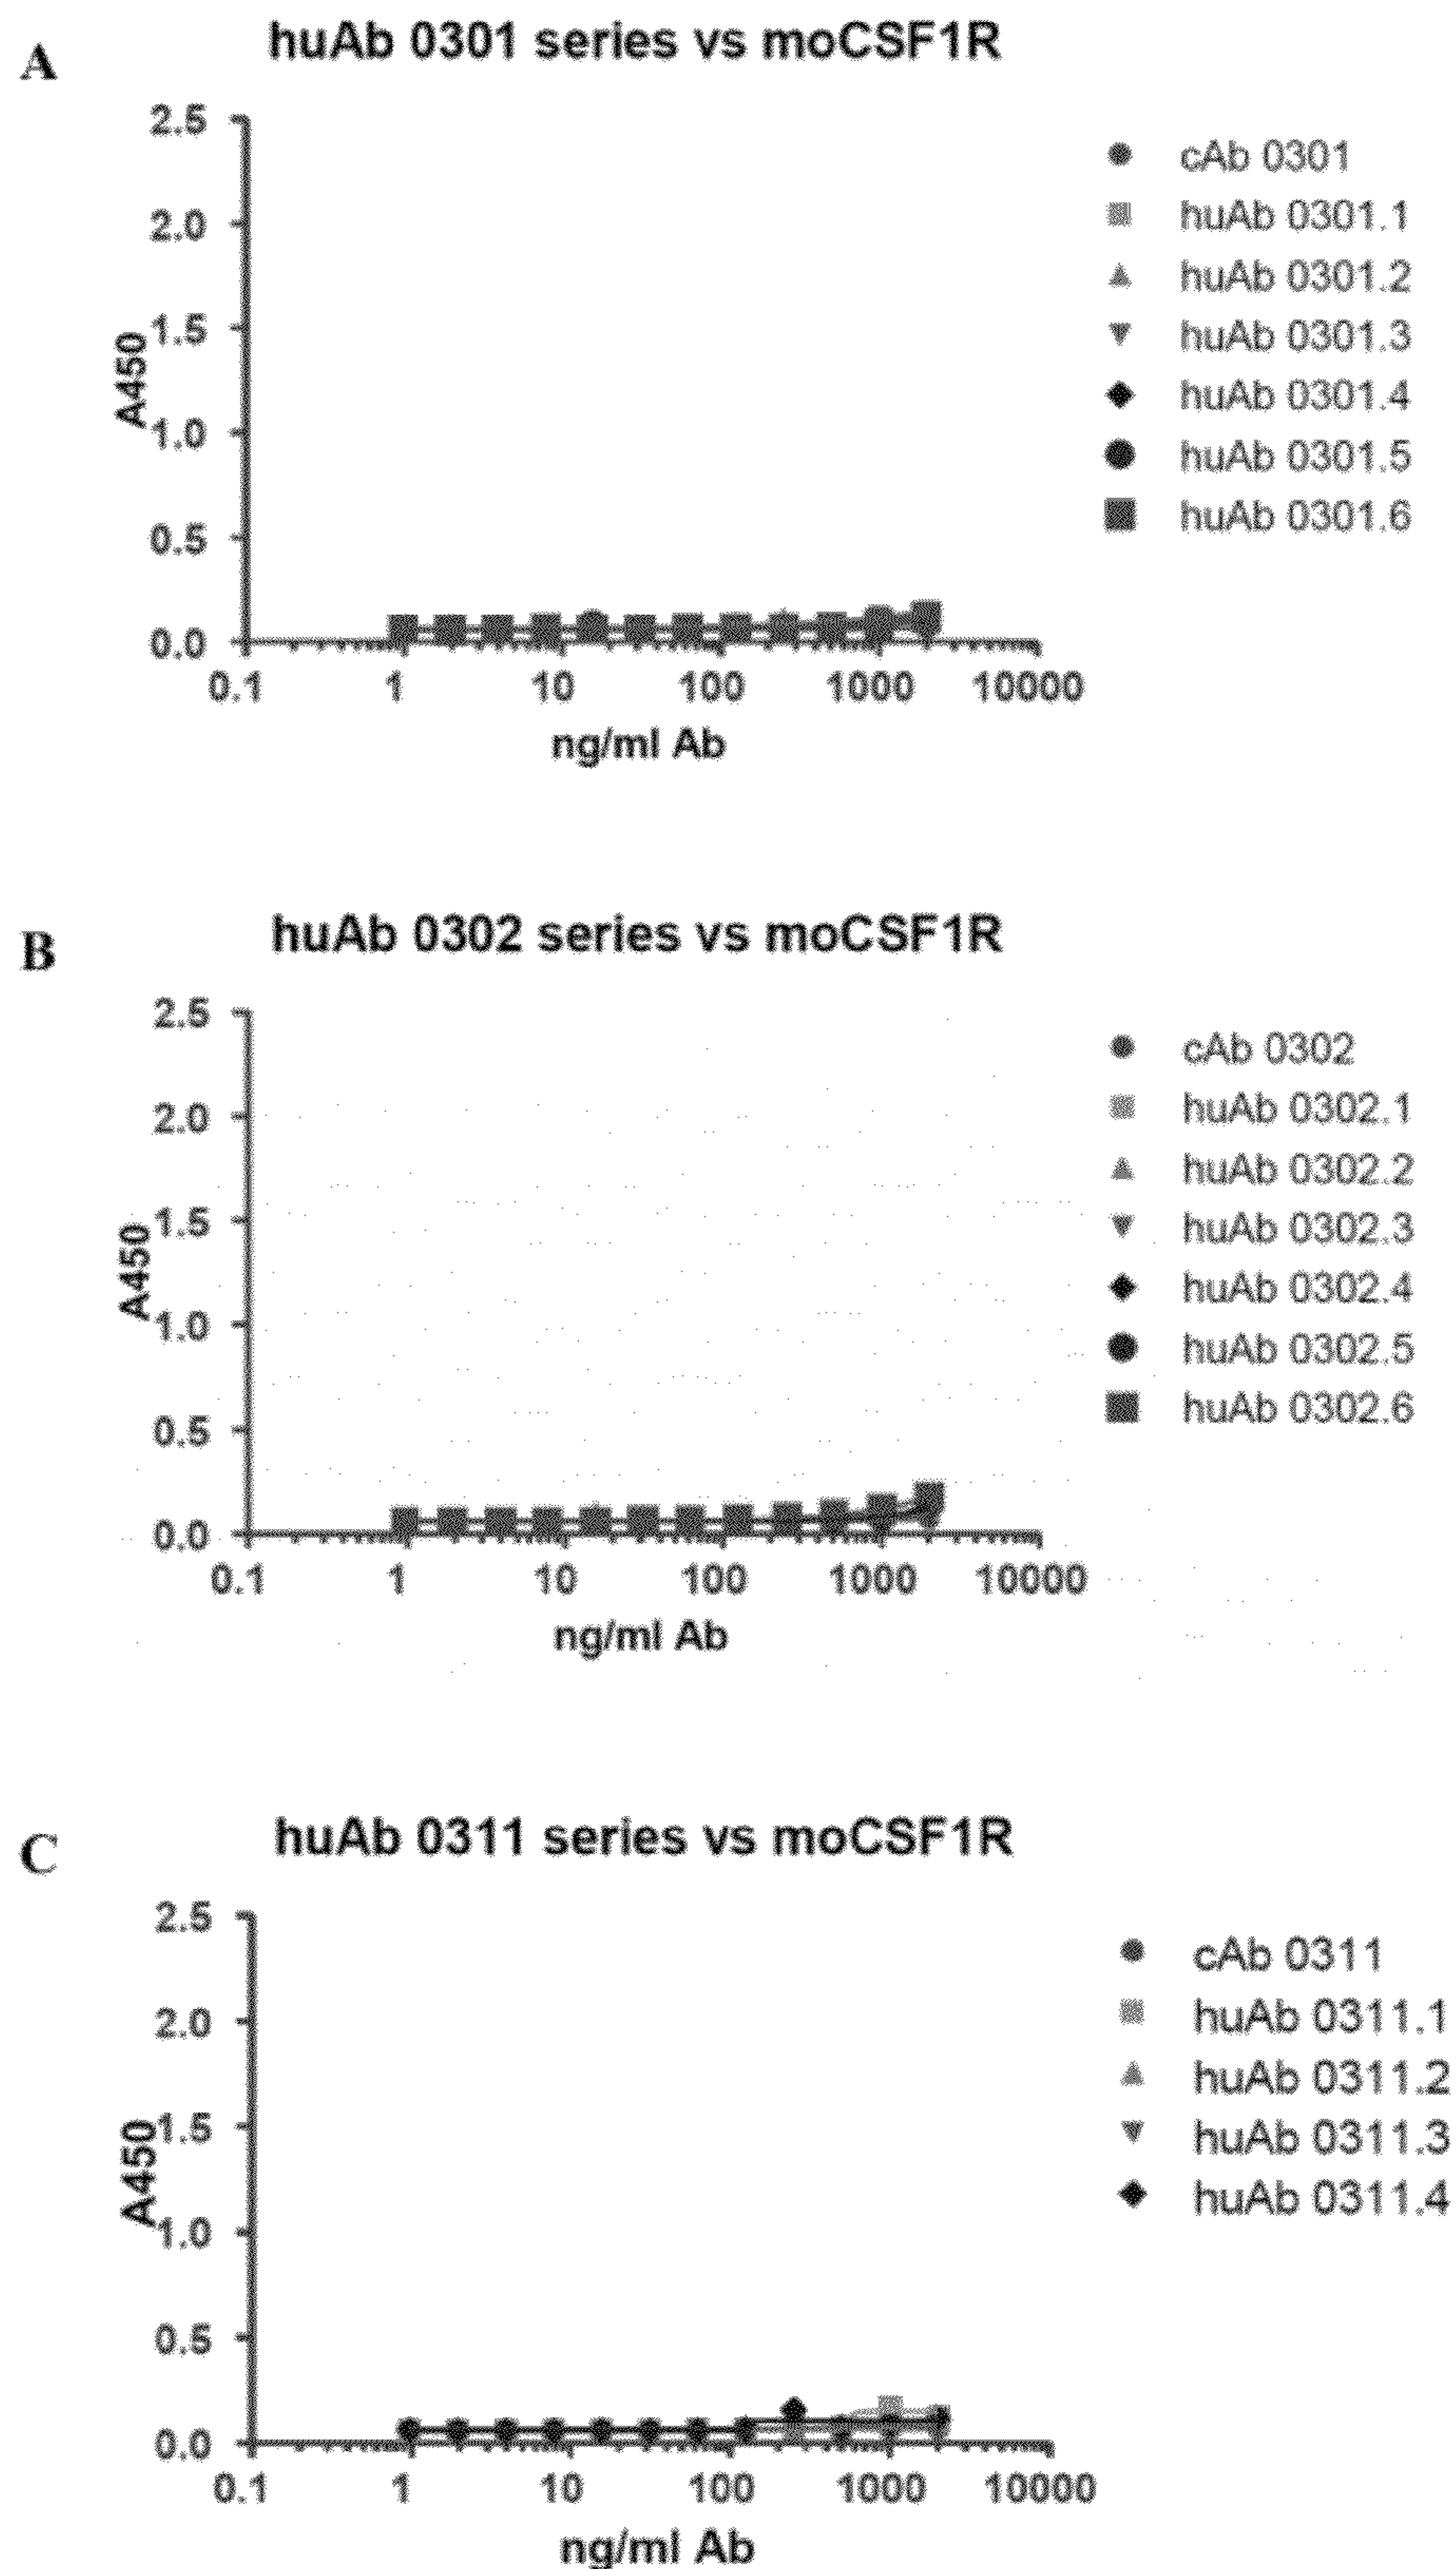 A
huAb 0301 series vs moCSF1R
2.5
2.0
1.5
1.0
0.5
0.0
A450
0.1 1 10 100 1000 10000
ng/ml Ab
cAb 0301
huAb 0301.1
huAb 0301.2
huAb 0301.3
huAb 0301.4
huAb 0301.5
huAb 0301.6
B
huAb 0302 series vs moCSF1R
2.5
2.0
1.5
1.0
0.5
0.0
A450
0.1 1 10 100 1000 10000
ng/ml Ab
cAb 0302
huAb 0302.1
huAb 0302.2
huAb 0302.3
huAb 0302.4
huAb 0302.5
huAb 0302.6
C
huAb 0311 series vs moCSF1R
2.5
2.0
1.5
1.0
0.5
0.0
A450
0.1 1 10 100 1000 10000
ng/ml Ab
cAb 0311
huAb 0311.1
huAb 0311.2
huAb 0311.3
huAb 0311.4